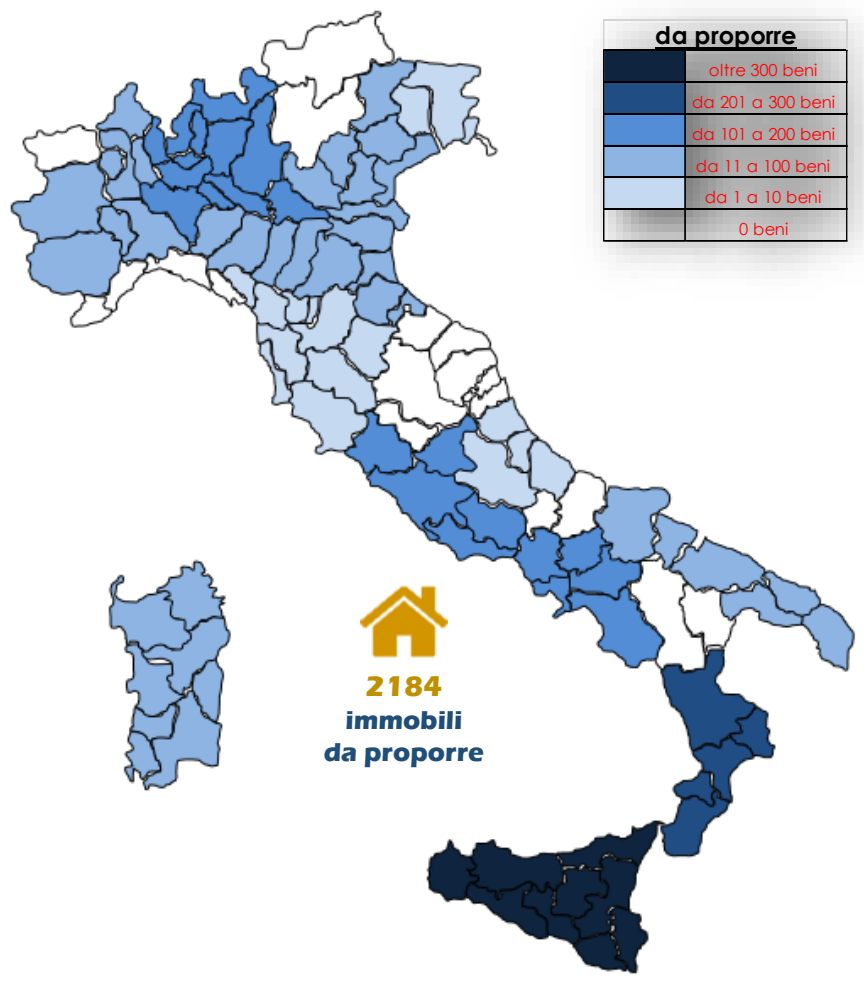 da proporre
oltre 300 beni
da 201 a 300 beni
da 101 a 200 beni
da 11 a 100 beni
da 1 a 10 beni
0 beni
2184
immobili
da proporre